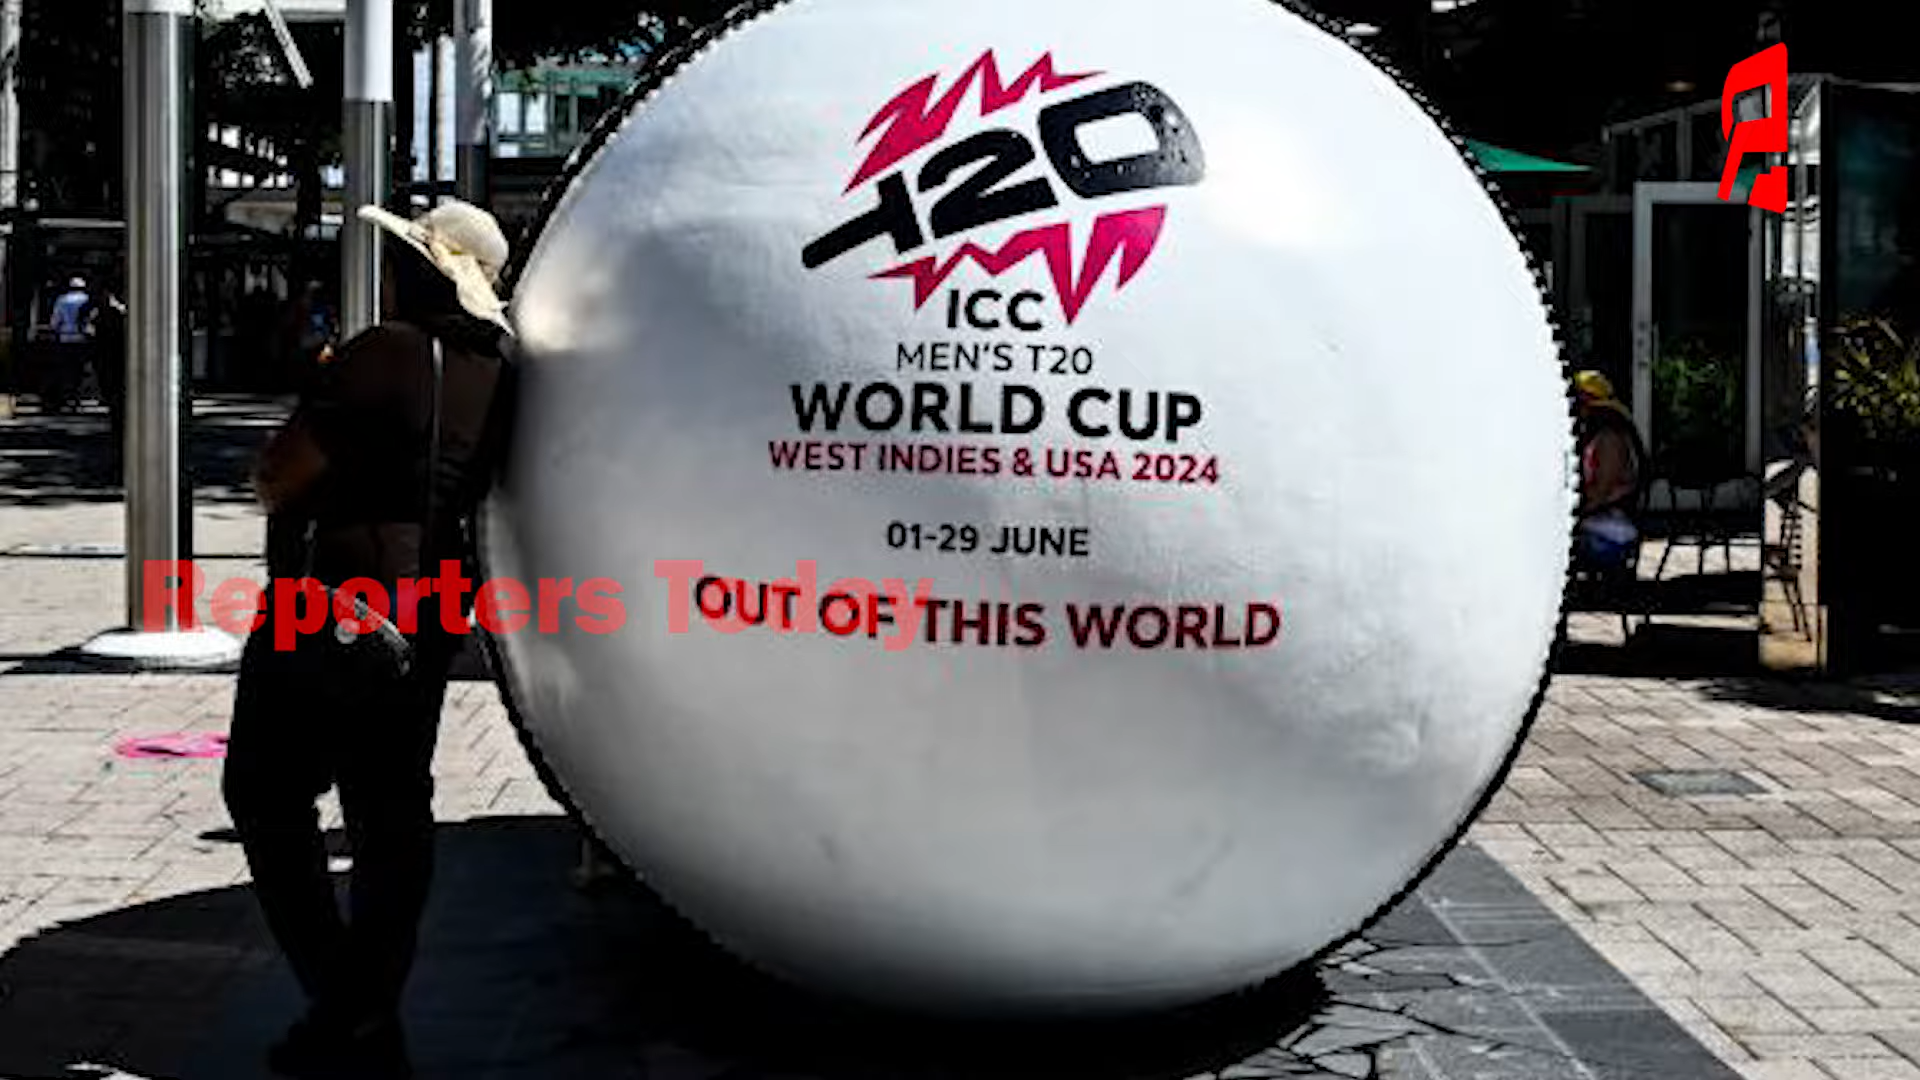 T20
ICC
MEN'S T20
WORLD CUP
WEST INDIES & USA 2024
01-29 JUNE
OUT OF THIS WORLD
Reporters Today